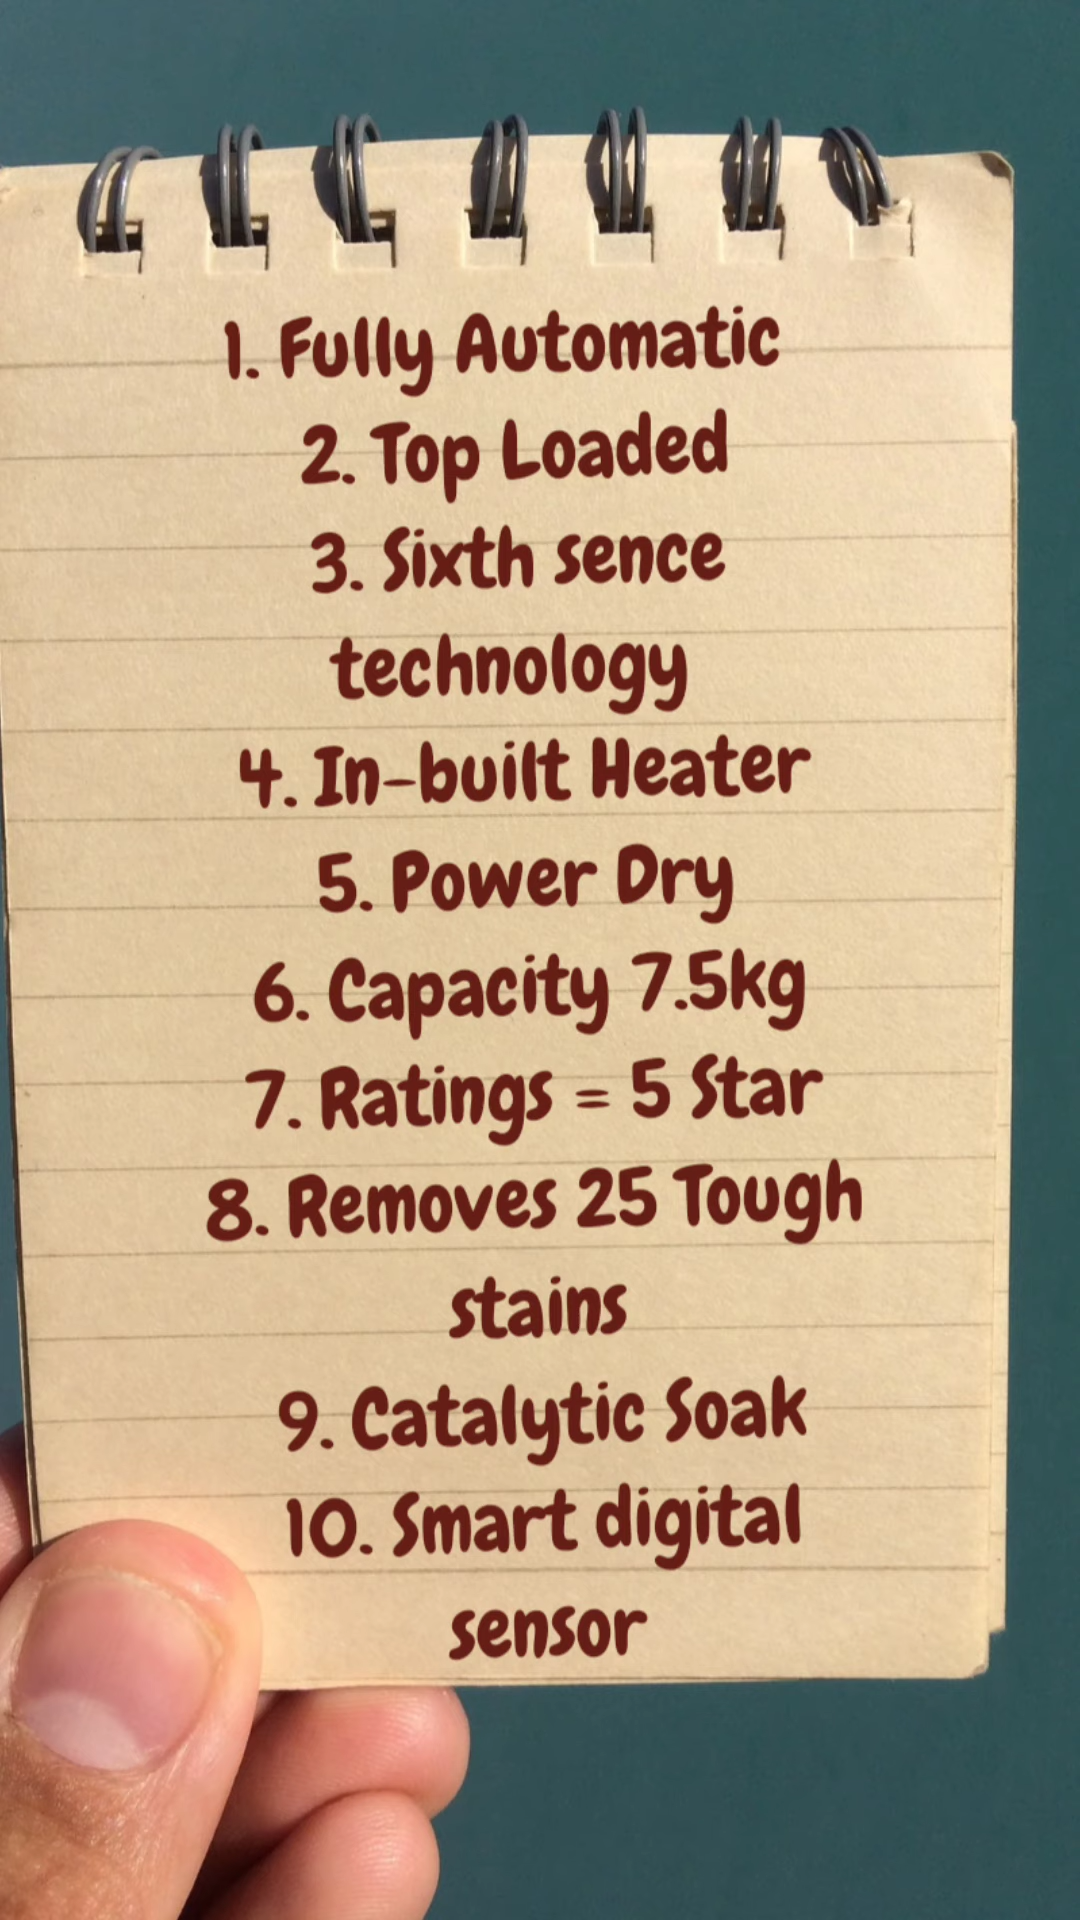 1. Fully Automatic
2. Top Loaded
3. Sixth sence
technology
4. In-built Heater
5. Power Dry
6. Capacity 7.5kg
7. Ratings = 5 Star
8. Removes 25 Tough
stains
9. Catalytic Soak
10. Smart digital
sensor